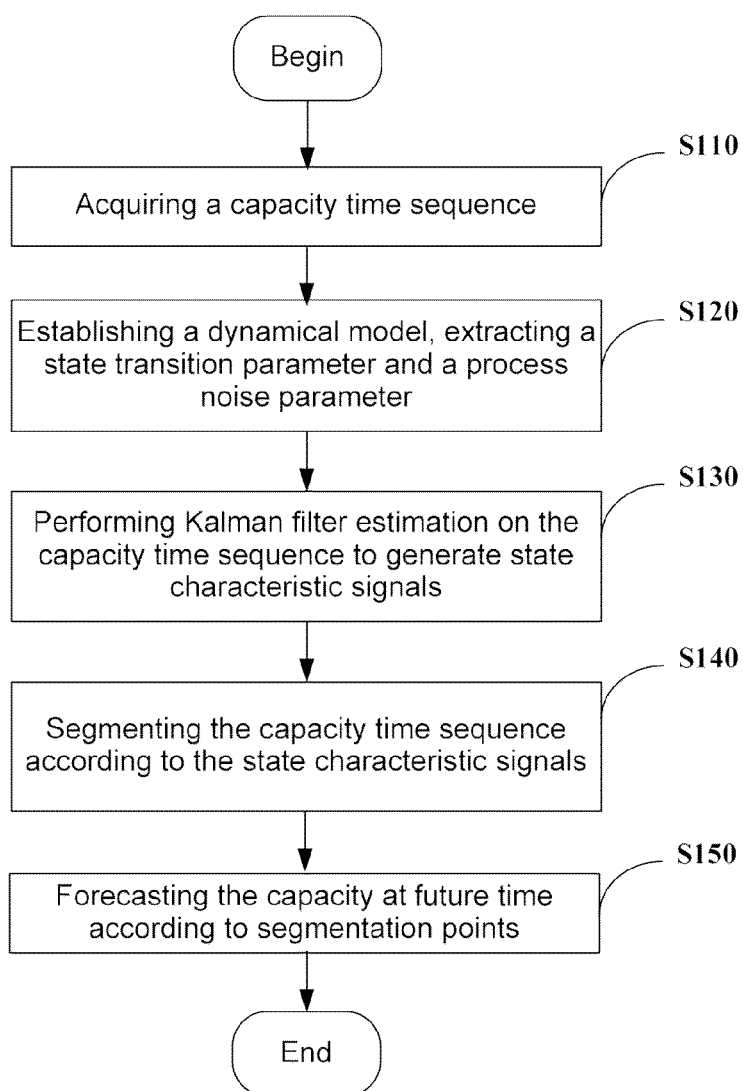 Begin
S110
Acquiring a capacity time sequence
S120
Establishing a dynamical model, extracting a
state transition parameter and a process
noise parameter
S130
Performing Kalman filter estimation on the
capacity time sequence to generate state
characteristic signals
S140
Segmenting the capacity time sequence
according to the state characteristic signals
S150
Forecasting the capacity at future time
according to segmentation points
End